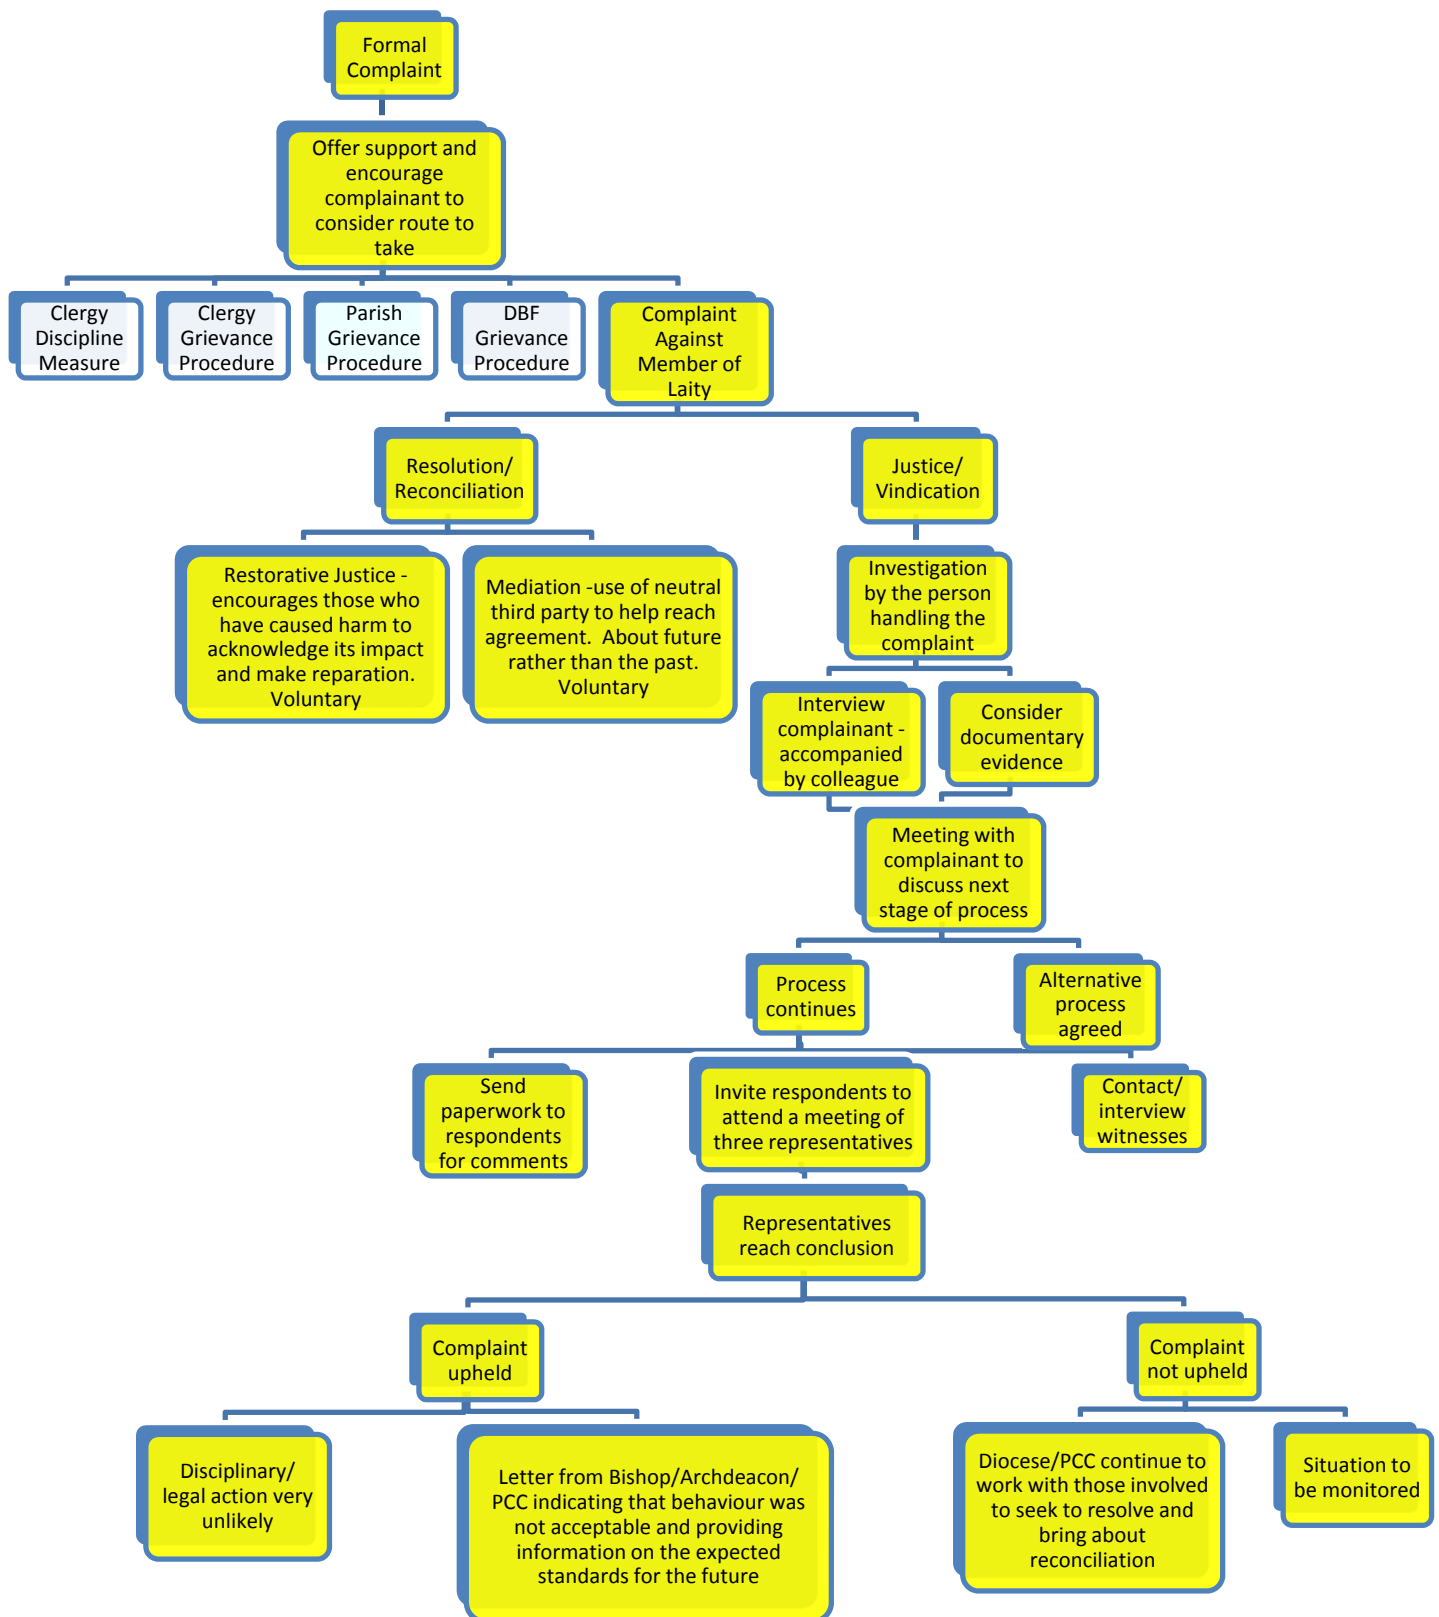 Formal
Complaint
Offer support and
encourage
complainant to
consider route to
take
Clergy
Discipline
Measure
Clergy
Grievance
Procedure
Parish
Grievance
Procedure
DBF
Grievance
Procedure
Complaint
Against
Member of
Laity
Resolution/
Reconciliation
Justice/
Vindication
Restorative Justice -
encourages those who
have caused harm to
acknowledge its impact
and make reparation.
Voluntary
Mediation -use of neutral
third party to help reach
agreement.  About future
rather than the past.
Voluntary
Investigation
by the person
handling the
complaint
Interview
complainant -
accompanied
by colleague
Consider
documentary
evidence
Meeting with
complainant to
discuss next
stage of process
Process
continues
Alternative
process
agreed
Send
paperwork to
respondents
for comments
Invite respondents to
attend a meeting of
three representatives
Contact/
interview
witnesses
Representatives
reach conclusion
Complaint
upheld
Complaint
not upheld
Disciplinary/
legal action very
unlikely
Letter from Bishop/Archdeacon/
PCC indicating that behaviour was
not acceptable and providing
information on the expected
standards for the future
Diocese/PCC continue to
work with those involved
to seek to resolve and
bring about
reconciliation
Situation to
be monitored